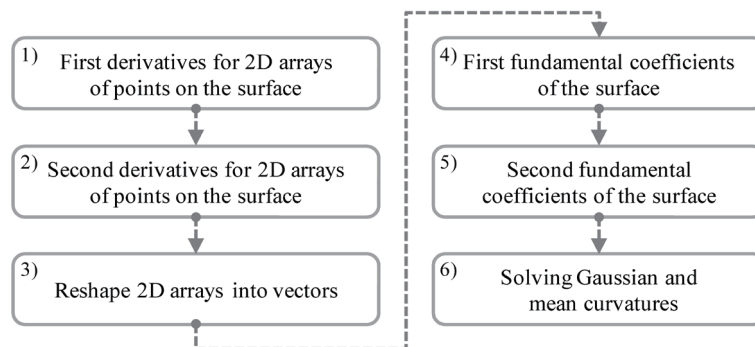 1) First derivatives for 2D arrays
of points on the surface
2) Second derivatives for 2D arrays
of points on the surface
3)
Reshape 2D arrays into vectors
4) First fundamental coefficients
of the surface
5) Second fundamental
coefficients of the surface
6) Solving Gaussian and
mean curvatures